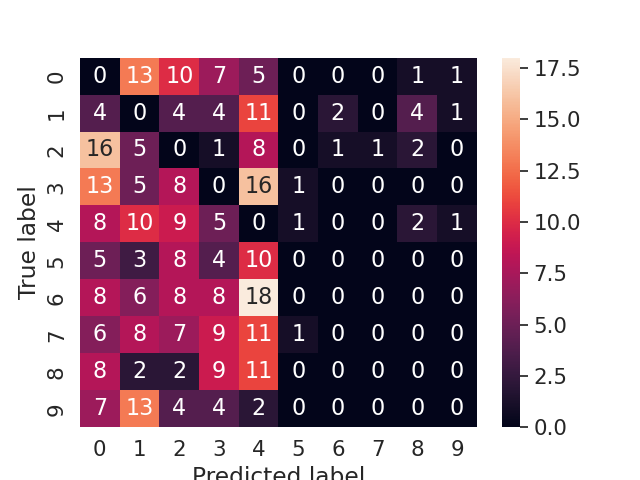 0 0 13 10 7 5 0 0 0 1 1
1 4 0 4 4 11 0 2 0 4 1
2 16 5 0 1 8 0 1 1 2 0
3 13 5 8 0 16 1 0 0 0 0
4 8 10 9 5 0 1 0 0 2 1
5 5 3 8 4 10 0 0 0 0 0
6 8 6 8 8 18 0 0 0 0 0
7 6 8 7 9 11 1 0 0 0 0
8 8 2 2 9 11 0 0 0 0 0
9 7 13 4 4 2 0 0 0 0 0
0 1 2 3 4 5 6 7 8 9
Predicted label
True label
17.5
15.0
12.5
10.0
7.5
5.0
2.5
0.0